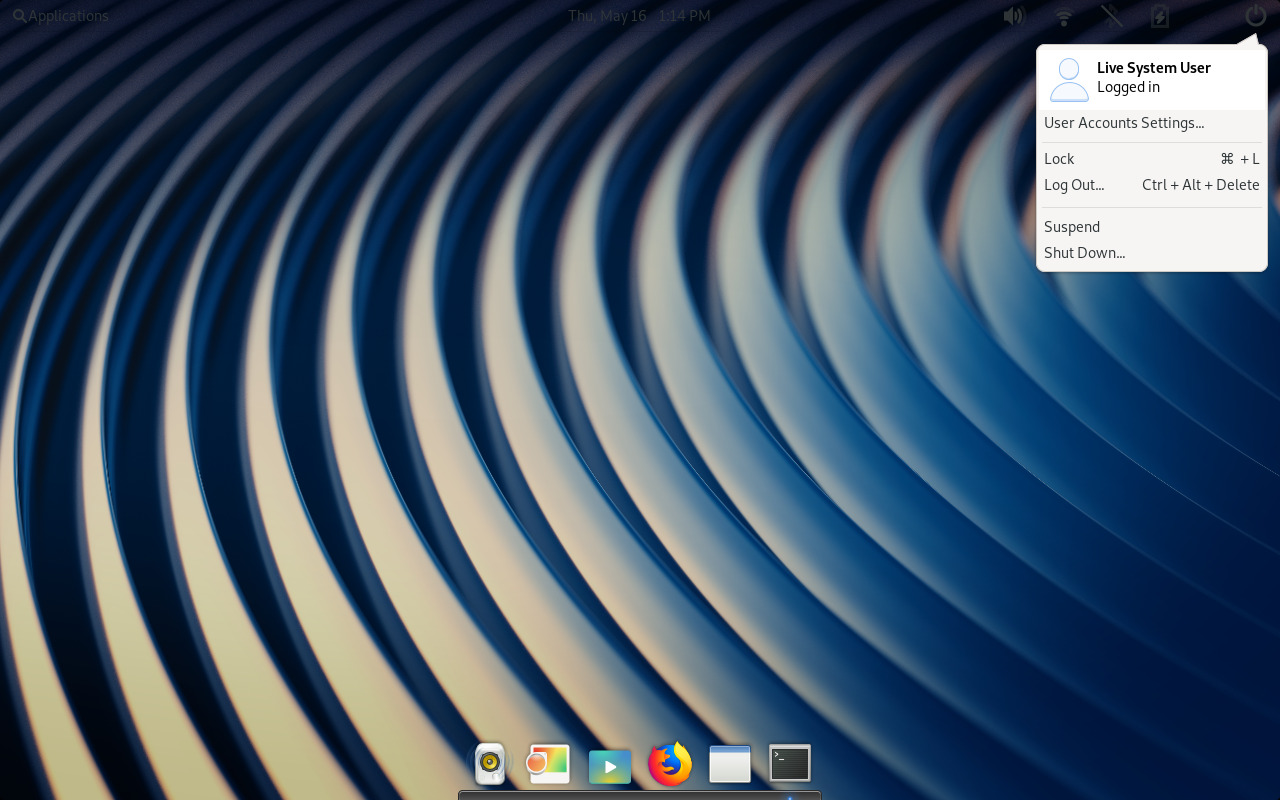 Applications
Thu, May 16 1:14 PM
Live System User
Logged in
User Accounts Settings...
Lock ⌘ + L
Log Out... Ctrl + Alt + Delete
Suspend
Shut Down...
>_